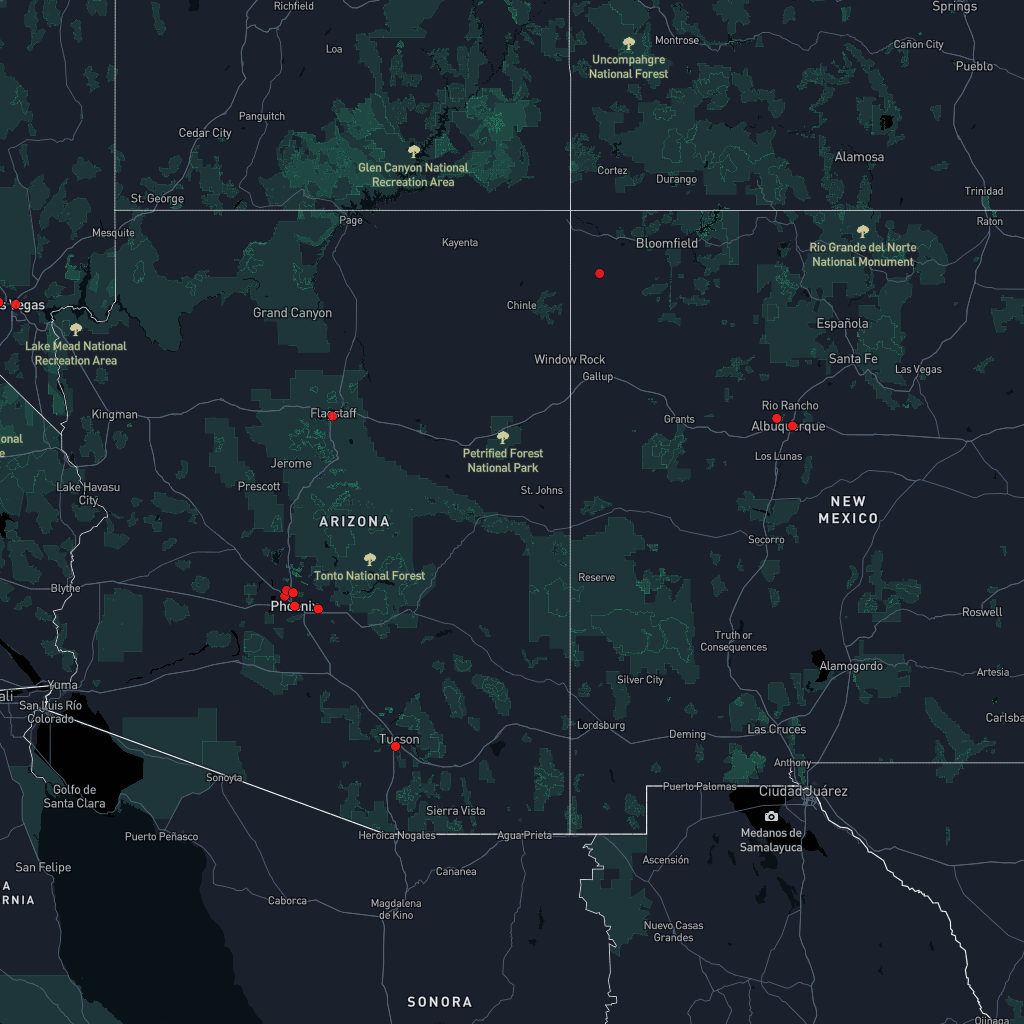 Richfield
Springs
Loa
Montrose
Cañon City
Uncompahgre
National Forest
Pueblo
Panguitch
Cedar City
Alamosa
Glen Canyon National
Recreation Area
Cortez
Durango
St. George
Trinidad
Page
Raton
Mesquite
Kayenta
Bloomfield
Rio Grande del Norte
National Monument
s Vegas
Chinle
Grand Canyon
Española
Lake Mead National
Recreation Area
Window Rock
Santa Fe
Las Vegas
Gallup
Kingman
Flagstaff
Rio Rancho
Grants
Albuquerque
onal
e
Petrified Forest
National Park
Jerome
Los Lunas
Prescott
Lake Havasu
City
St. Johns
NEW
MEXICO
ARIZONA
Socorro
Tonto National Forest
Reserve
Blythe
Phoenix
Roswell
Truth or
Consequences
Alamogordo
Artesia
Silver City
Yuma
ali
San Luis Río
Colorado
Carlsba
Lordsburg
Las Cruces
Deming
Tucson
Anthony
Sonoyta
Golfo de
Santa Clara
Puerto Palomas
Ciudad Juárez
Sierra Vista
Puerto Peñasco
Heroica Nogales
Agua Prieta
Medanos de
Samalayuca
San Felipe
Cananea
Ascensión
A
RNIA
Caborca
Magdalena
de Kino
Nuevo Casas
Grandes
SONORA
Ojinaga